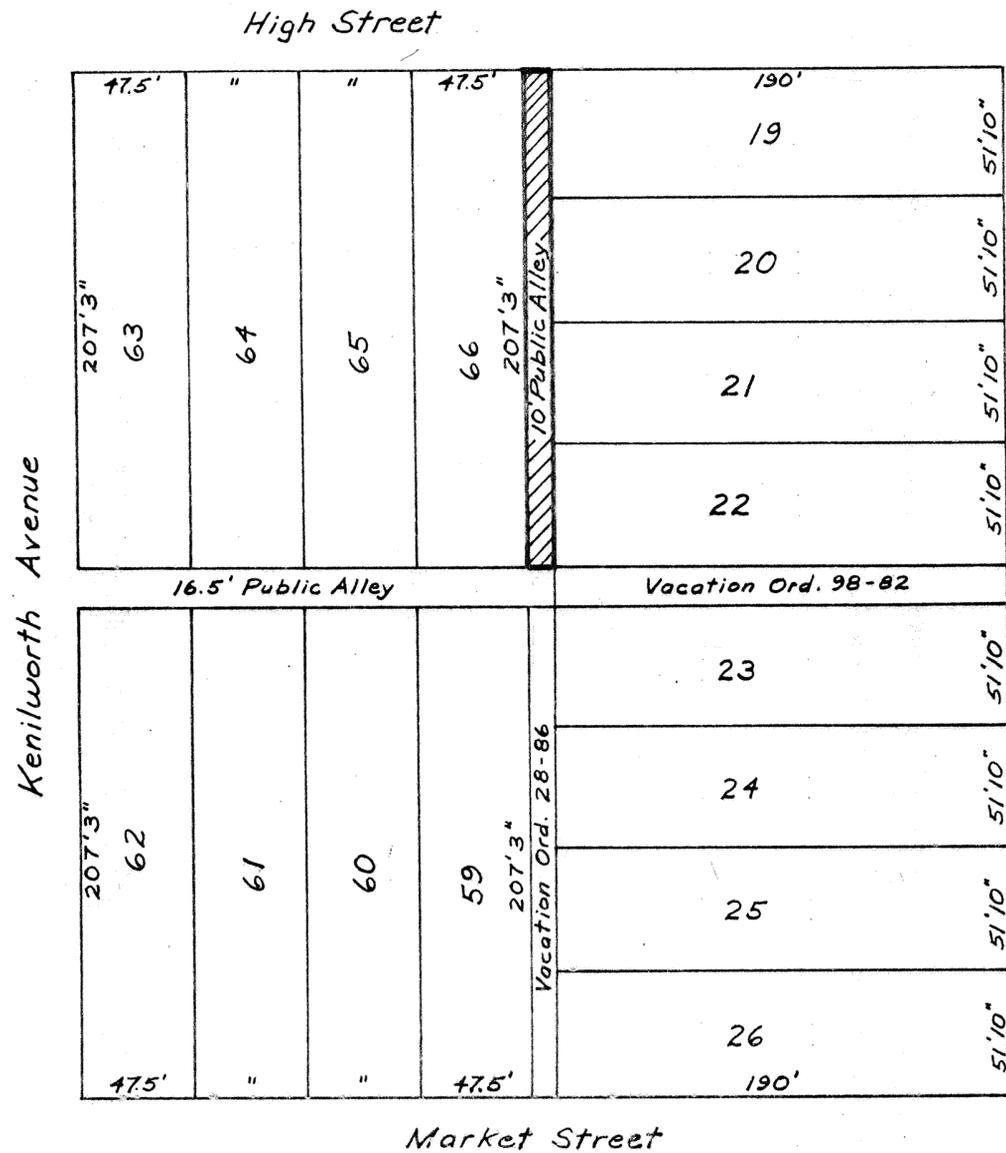 High Street
47.5' " " 47.5' 190'
207'3" 63 64 65 66 207'3"
10' Public Alley
19 51'10"
20 51'10"
21 51'10"
22 51'10"
Kenilworth Avenue
16.5' Public Alley Vacation Ord. 98-82
207'3" 62 61 60 59 207'3"
Vacation Ord. 28-86
23 51'10"
24 51'10"
25 51'10"
26 51'10"
47.5' " " 47.5' 190'
Market Street